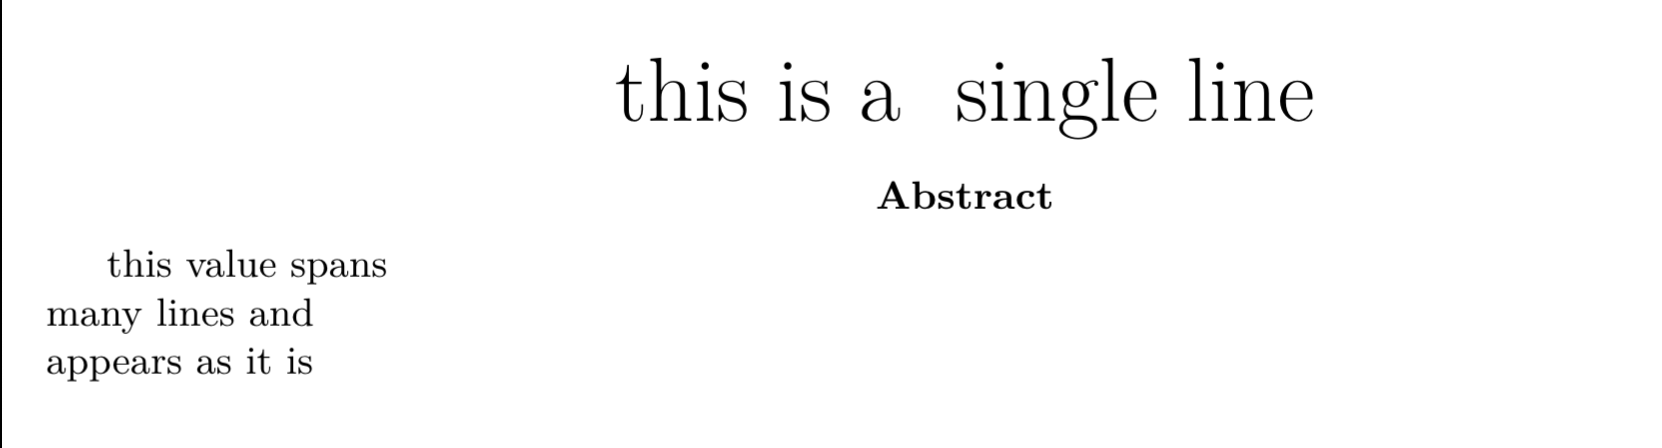 this is a  single line
Abstract
this value spans
many lines and
appears as it is